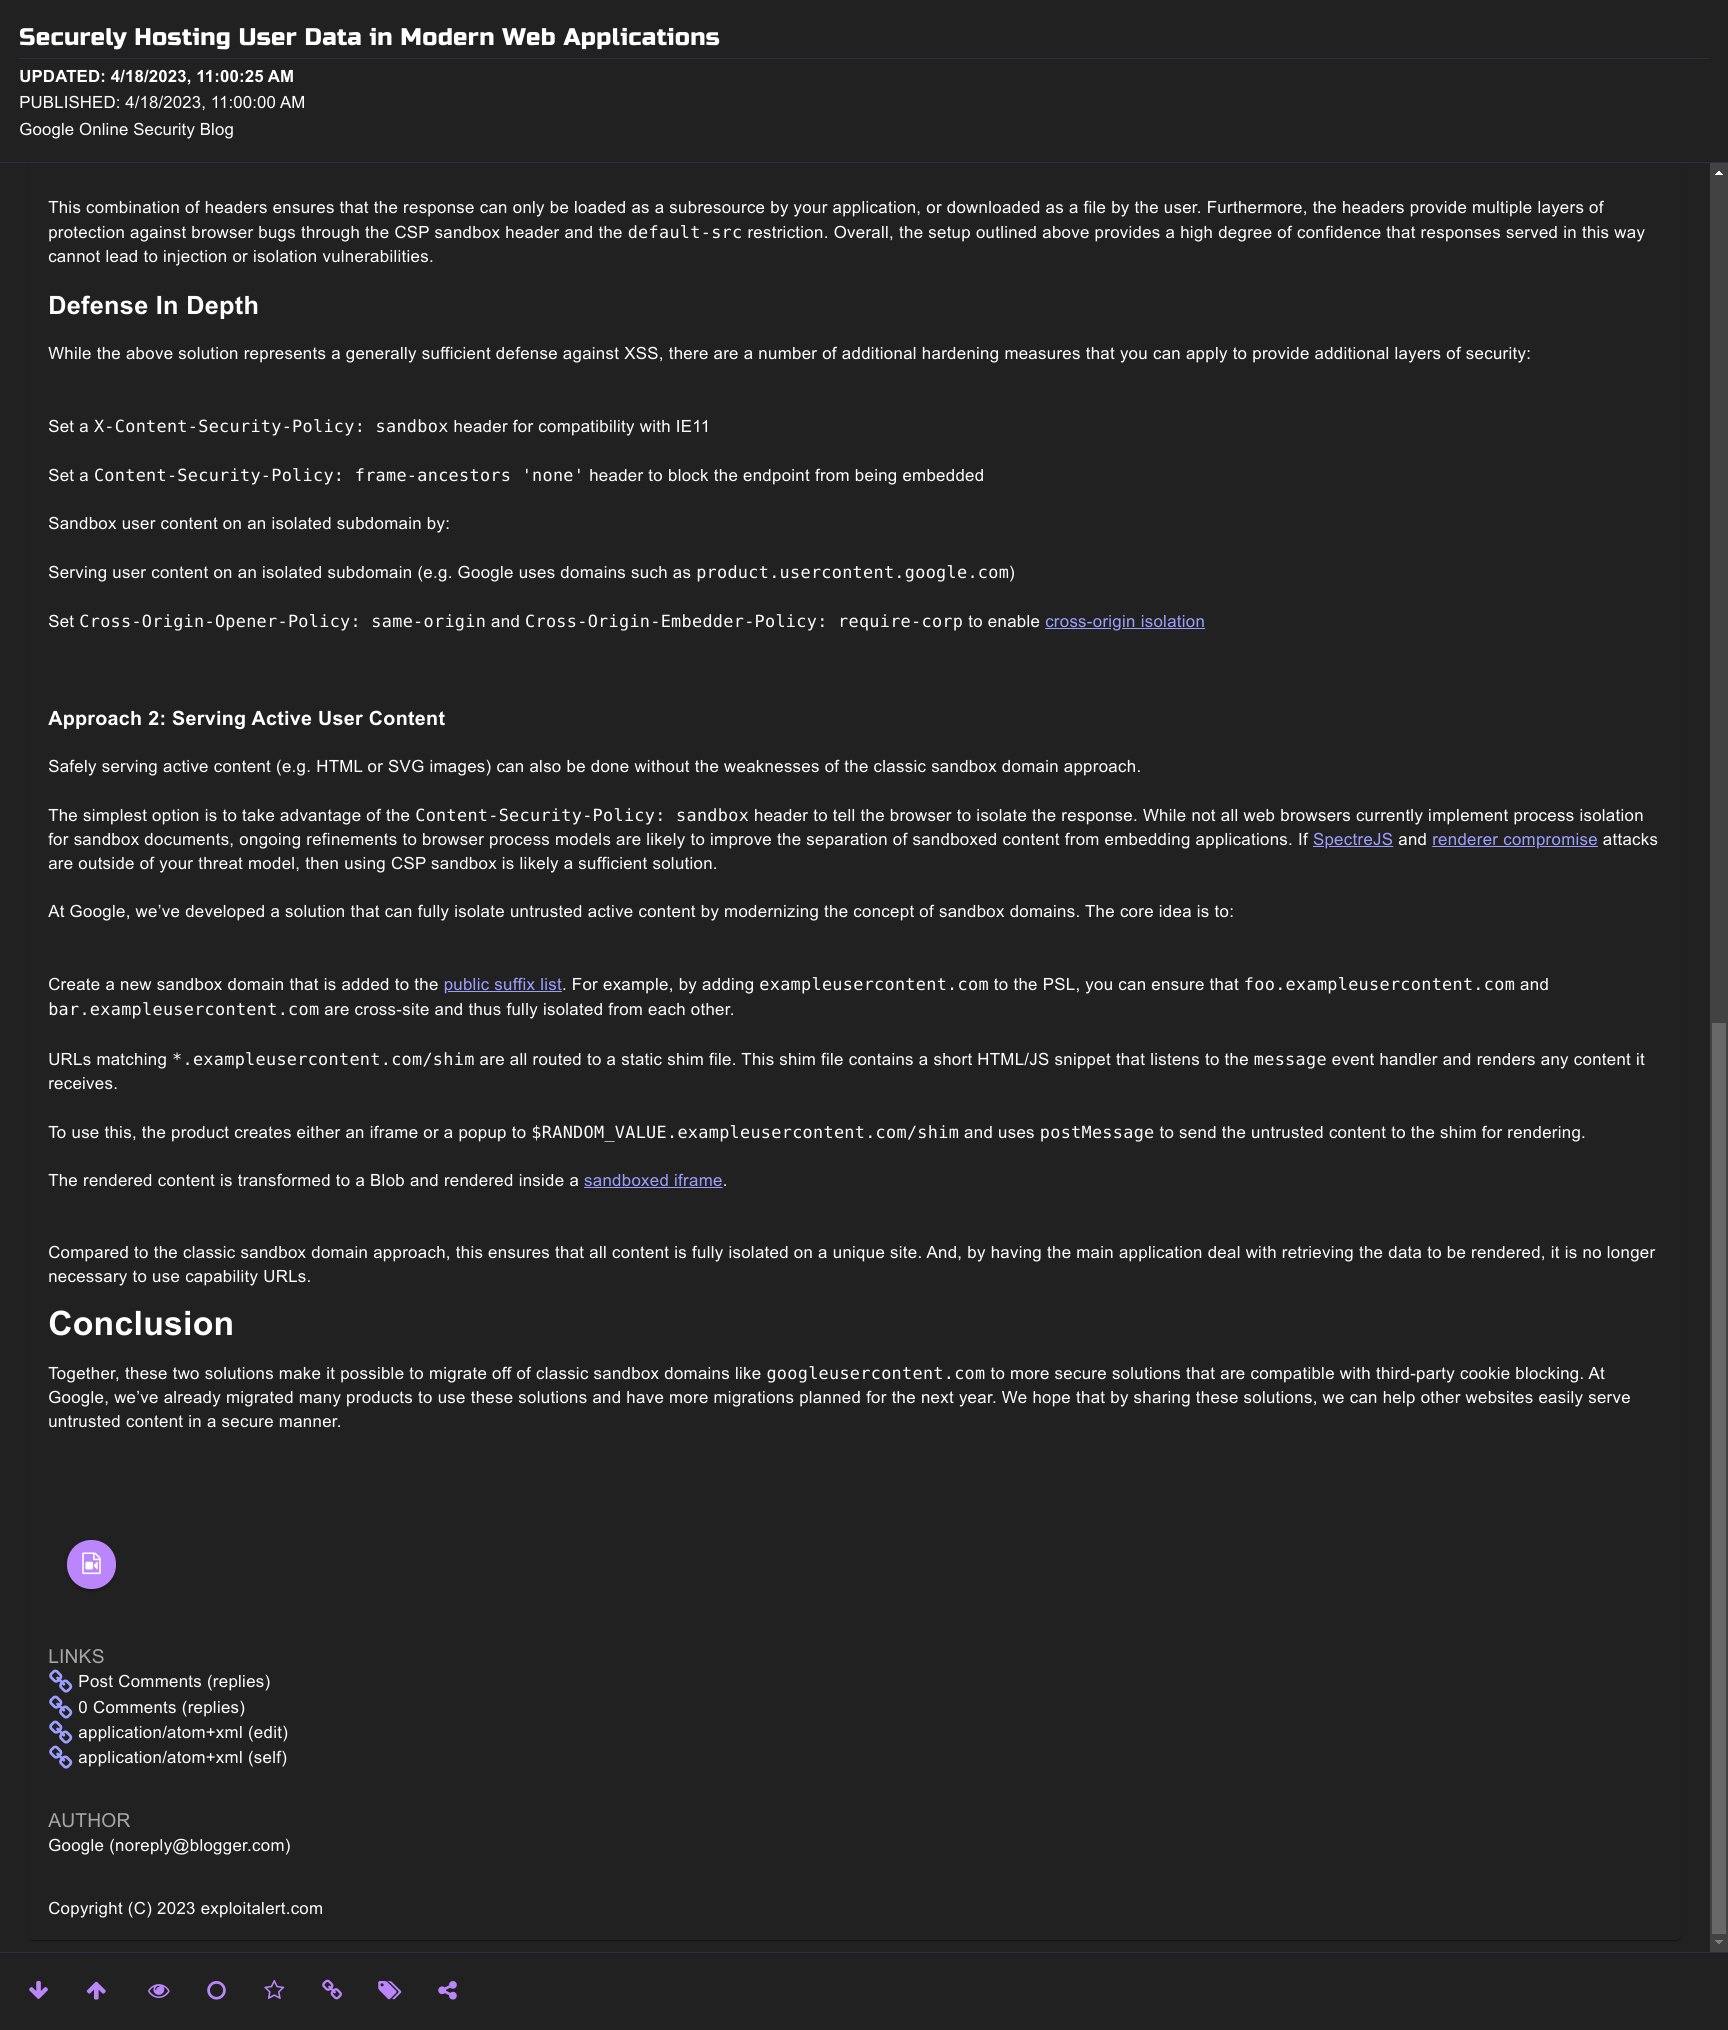 Securely Hosting User Data in Modern Web Applications
UPDATED: 4/18/2023, 11:00:25 AM
PUBLISHED: 4/18/2023, 11:00:00 AM
Google Online Security Blog
This combination of headers ensures that the response can only be loaded as a subresource by your application, or downloaded as a file by the user. Furthermore, the headers provide multiple layers of
protection against browser bugs through the CSP sandbox header and the default-src restriction. Overall, the setup outlined above provides a high degree of confidence that responses served in this way
cannot lead to injection or isolation vulnerabilities.
Defense In Depth
While the above solution represents a generally sufficient defense against XSS, there are a number of additional hardening measures that you can apply to provide additional layers of security:
Set a X-Content-Security-Policy: sandbox header for compatibility with IE11
Set a Content-Security-Policy: frame-ancestors 'none' header to block the endpoint from being embedded
Sandbox user content on an isolated subdomain by:
Serving user content on an isolated subdomain (e.g. Google uses domains such as product.usercontent.google.com)
Set Cross-Origin-Opener-Policy: same-origin and Cross-Origin-Embedder-Policy: require-corp to enable cross-origin isolation
Approach 2: Serving Active User Content
Safely serving active content (e.g. HTML or SVG images) can also be done without the weaknesses of the classic sandbox domain approach.
The simplest option is to take advantage of the Content-Security-Policy: sandbox header to tell the browser to isolate the response. While not all web browsers currently implement process isolation
for sandbox documents, ongoing refinements to browser process models are likely to improve the separation of sandboxed content from embedding applications. If SpectreJS and renderer compromise attacks
are outside of your threat model, then using CSP sandbox is likely a sufficient solution.
At Google, we’ve developed a solution that can fully isolate untrusted active content by modernizing the concept of sandbox domains. The core idea is to:
Create a new sandbox domain that is added to the public suffix list. For example, by adding exampleusercontent.com to the PSL, you can ensure that foo.exampleusercontent.com and
bar.exampleusercontent.com are cross-site and thus fully isolated from each other.
URLs matching *.exampleusercontent.com/shim are all routed to a static shim file. This shim file contains a short HTML/JS snippet that listens to the message event handler and renders any content it
receives.
To use this, the product creates either an iframe or a popup to $RANDOM_VALUE.exampleusercontent.com/shim and uses postMessage to send the untrusted content to the shim for rendering.
The rendered content is transformed to a Blob and rendered inside a sandboxed iframe.
Compared to the classic sandbox domain approach, this ensures that all content is fully isolated on a unique site. And, by having the main application deal with retrieving the data to be rendered, it is no longer
necessary to use capability URLs.
Conclusion
Together, these two solutions make it possible to migrate off of classic sandbox domains like googleusercontent.com to more secure solutions that are compatible with third-party cookie blocking. At
Google, we’ve already migrated many products to use these solutions and have more migrations planned for the next year. We hope that by sharing these solutions, we can help other websites easily serve
untrusted content in a secure manner.
LINKS
Post Comments (replies)
0 Comments (replies)
application/atom+xml (edit)
application/atom+xml (self)
AUTHOR
Google (noreply@blogger.com)
Copyright (C) 2023 exploitalert.com